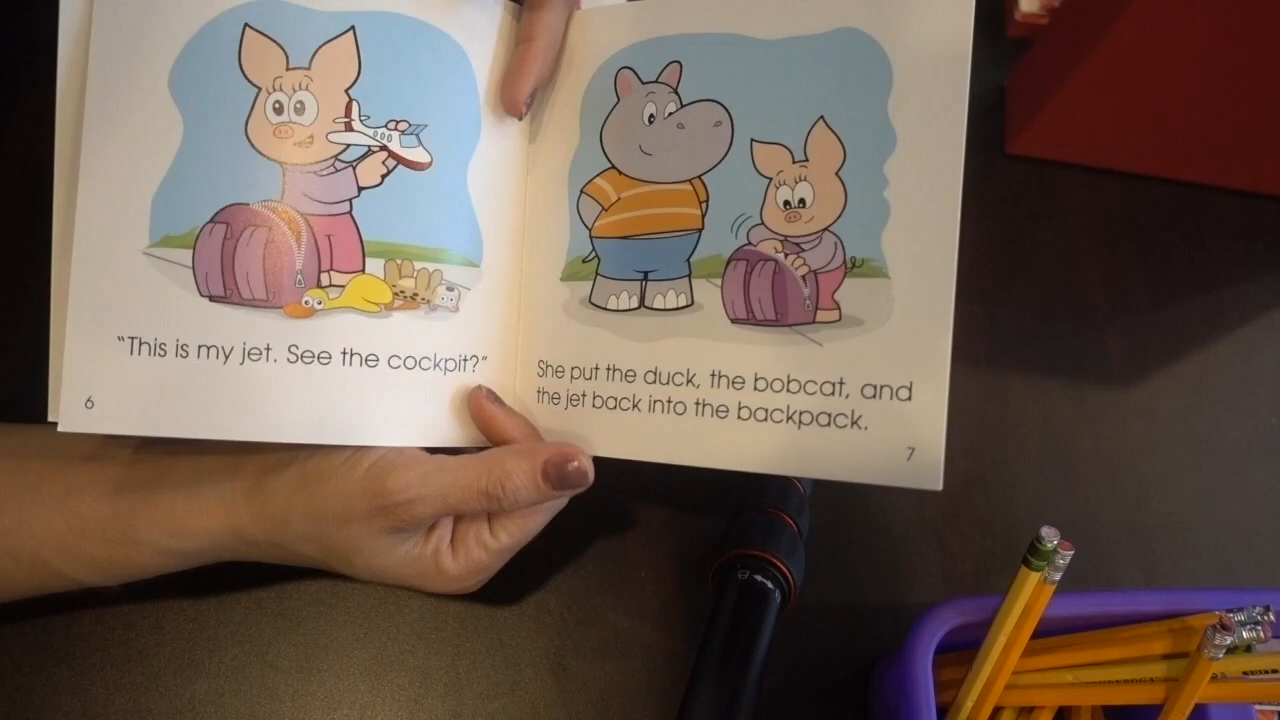 "This is my jet. See the cockpit?"
6
She put the duck, the bobcat, and
the jet back into the backpack.
7